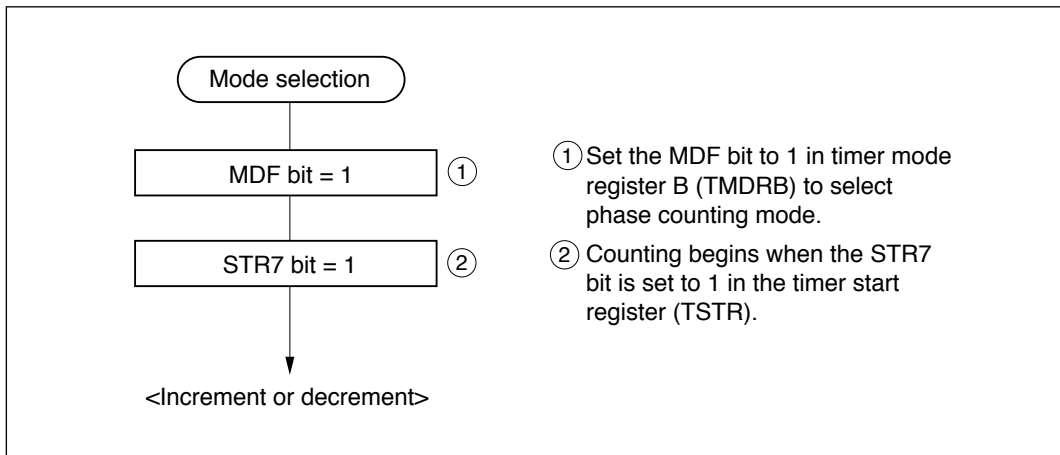 Mode selection
MDF bit = 1
1
STR7 bit = 1
2
<Increment or decrement>
1 Set the MDF bit to 1 in timer mode
register B (TMDRB) to select
phase counting mode.
2 Counting begins when the STR7
bit is set to 1 in the timer start
register (TSTR).